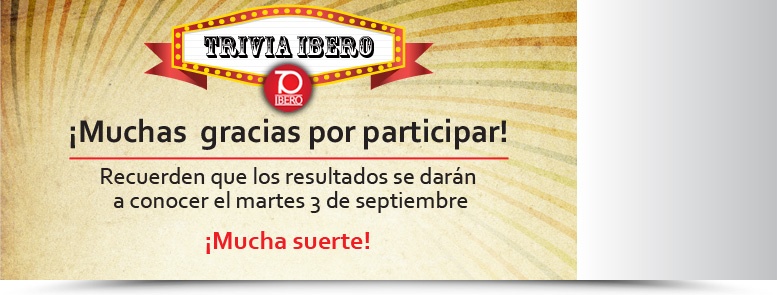 TRIVIA IBERO
70
IBERO
¡Muchas gracias por participar!
Recuerden que los resultados se darán
a conocer el martes 3 de septiembre
¡Mucha suerte!